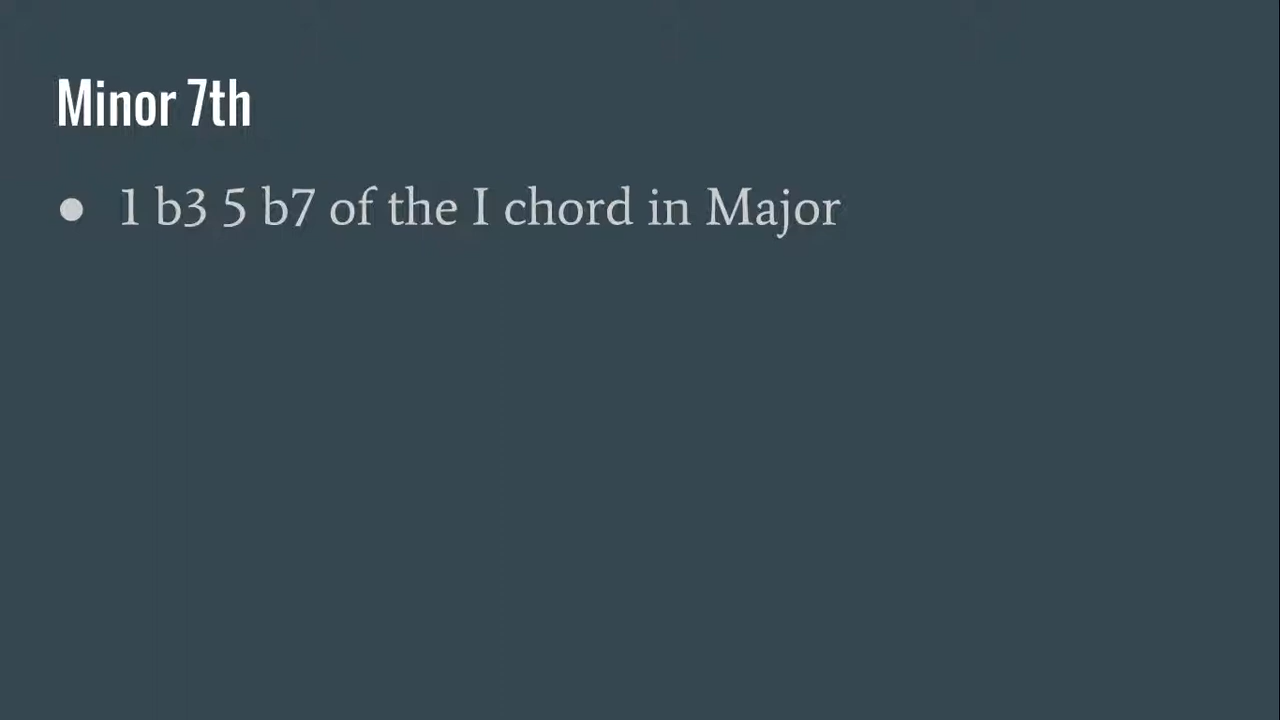 Minor 7th
● 1 b3 5 b7 of the I chord in Major